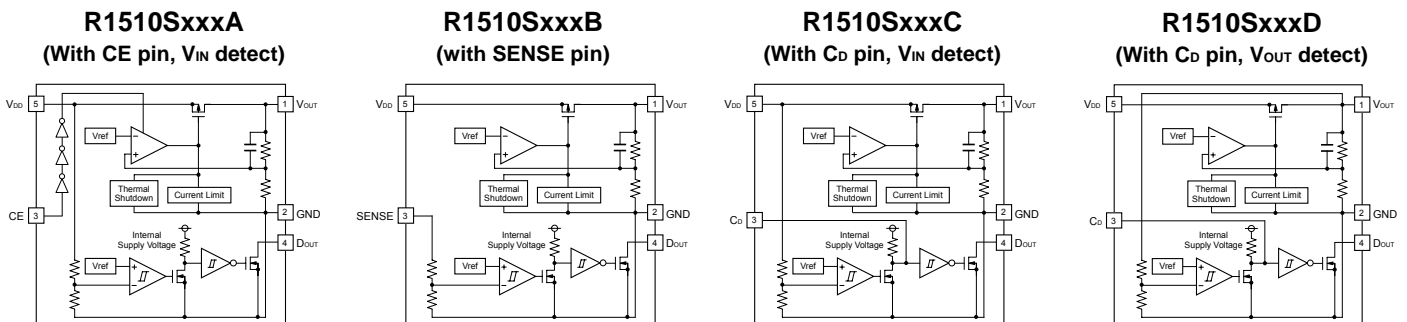 R1510SxxxA
(With CE pin, VIN detect)
VDD 5
1 VOUT
Vref
−
+
Thermal
Shutdown
Current Limit
CE 3
2 GND
Internal
Supply Voltage
4 DOUT
Vref
+
−
R1510SxxxB
(with SENSE pin)
VDD 5
1 VOUT
Vref
−
+
Thermal
Shutdown
Current Limit
SENSE 3
2 GND
Internal
Supply Voltage
4 DOUT
Vref
+
−
R1510SxxxC
(With CD pin, VIN detect)
VDD 5
1 VOUT
Vref
−
+
Thermal
Shutdown
Current Limit
CD 3
2 GND
Internal
Supply Voltage
4 DOUT
Vref
+
−
R1510SxxxD
(With CD pin, VOUT detect)
VDD 5
1 VOUT
Vref
−
+
Thermal
Shutdown
Current Limit
CD 3
2 GND
Internal
Supply Voltage
4 DOUT
Vref
+
−